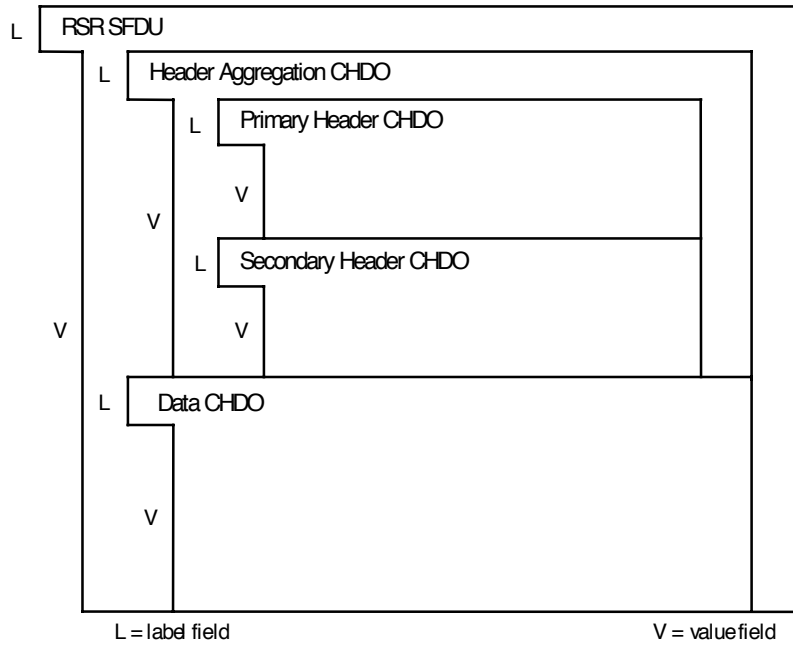 L RSR SFDU
L Header Aggregation CHDO
L Primary Header CHDO
V
V
L Secondary Header CHDO
V
V
L Data CHDO
V
L = label field V = value field